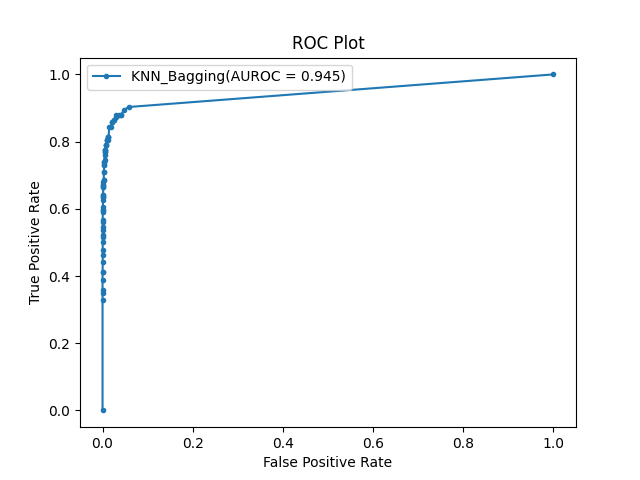 ROC Plot
KNN_Bagging(AUROC = 0.945)
1.0
0.8
0.6
0.4
0.2
0.0
True Positive Rate
0.0 0.2 0.4 0.6 0.8 1.0
False Positive Rate